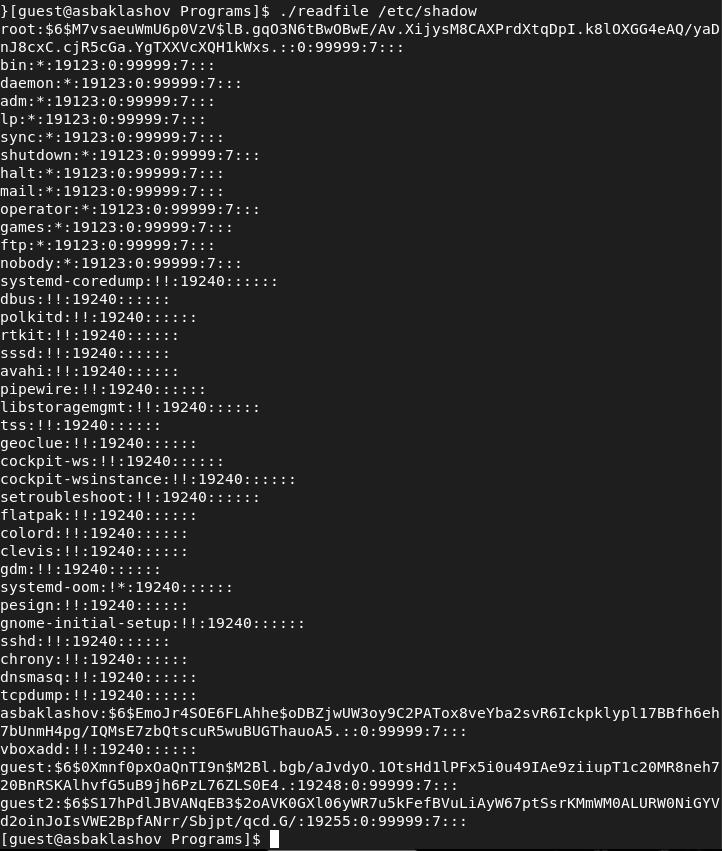 }[guest@asbaklashov Programs]$ ./readfile /etc/shadow
root:$6$M7vsaeuWmU6p0VzV$lB.gqO3N6tBwOBwE/Av.XijysM8CAXPrdXtqDpI.k8lOXGG4eAQ/yaD
nJ8cxC.cjR5cGa.YgTXXVcXQH1kWxs.::0:99999:7:::
bin:*:19123:0:99999:7:::
daemon:*:19123:0:99999:7:::
adm:*:19123:0:99999:7:::
lp:*:19123:0:99999:7:::
sync:*:19123:0:99999:7:::
shutdown:*:19123:0:99999:7:::
halt:*:19123:0:99999:7:::
mail:*:19123:0:99999:7:::
operator:*:19123:0:99999:7:::
games:*:19123:0:99999:7:::
ftp:*:19123:0:99999:7:::
nobody:*:19123:0:99999:7:::
systemd-coredump:!!:19240::::::
dbus:!!:19240::::::
polkitd:!!:19240::::::
rtkit:!!:19240::::::
sssd:!!:19240::::::
avahi:!!:19240::::::
pipewire:!!:19240::::::
libstoragemgmt:!!:19240::::::
tss:!!:19240::::::
geoclue:!!:19240::::::
cockpit-ws:!!:19240::::::
cockpit-wsinstance:!!:19240::::::
setroubleshoot:!!:19240::::::
flatpak:!!:19240::::::
colord:!!:19240::::::
clevis:!!:19240::::::
gdm:!!:19240::::::
systemd-oom:!*:19240::::::
pesign:!!:19240::::::
gnome-initial-setup:!!:19240::::::
sshd:!!:19240::::::
chrony:!!:19240::::::
dnsmasq:!!:19240::::::
tcpdump:!!:19240::::::
asbaklashov:$6$EmoJr4SOE6FLAhhe$oDBZjwUW3oy9C2PATox8veYba2svR6Ickpklypl17BBfh6eh
7bUnmH4pg/IQMsE7zbQtscuR5wuBUGThauoA5.::0:99999:7:::
vboxadd:!!:19240::::::
guest:$6$0Xmnf0pxOaQnTI9n$M2Bl.bgb/aJvdyO.1OtsHd1lPFx5i0u49IAe9ziiupT1c20MR8neh7
20BnRSKAlhvfG5uB9jh6PzL76ZLS0E4.:19248:0:99999:7:::
guest2:$6$S17hPdlJBVANqEB3$2oAVK0GXl06yWR7u5kFefBVuLiAyW67ptSsrKMmWM0ALURW0NiGYV
d2oinJoIsVWE2BpfANrr/Sbjpt/qcd.G/:19255:0:99999:7:::
[guest@asbaklashov Programs]$